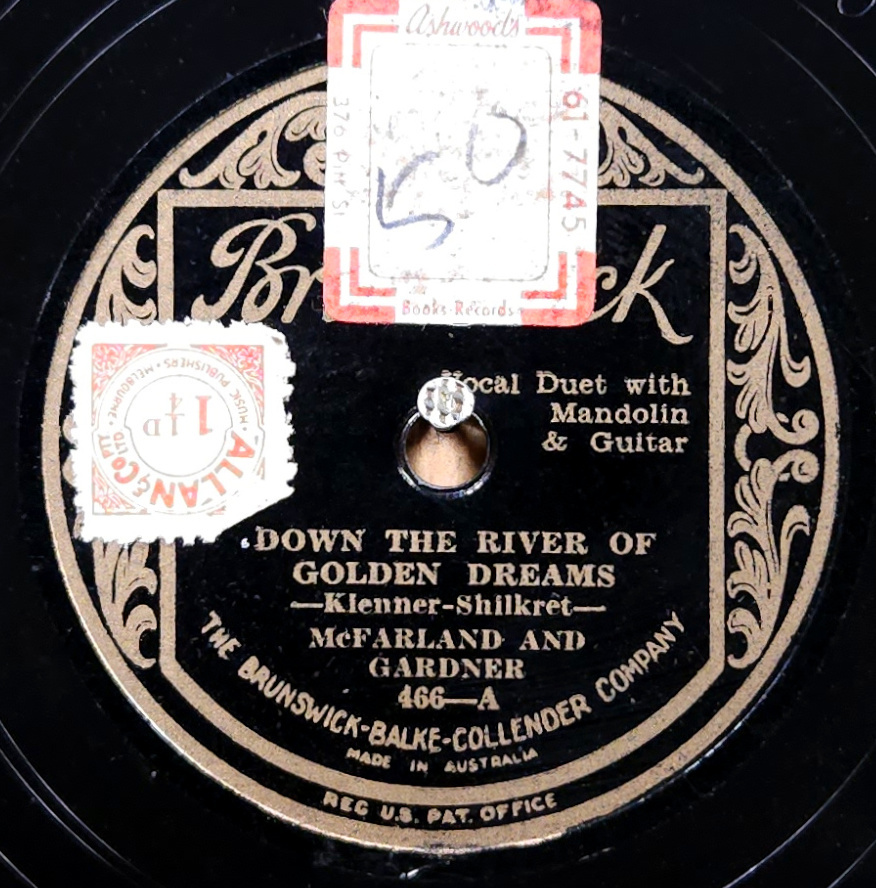 Ashwood's
61-7745
376 Pitt St
50
Books-Records
Br ck
Vocal Duet with
Mandolin
& Guitar
MUSIC PUBLISHERS · MELBOURNE
1¼D
ALLAN & Co PTY LTD
DOWN THE RIVER OF
GOLDEN DREAMS
—Klenner-Shilkret—
McFARLAND AND
GARDNER
466—A
THE BRUNSWICK-BALKE-COLLENDER COMPANY
MADE IN AUSTRALIA
REG U.S. PAT. OFFICE